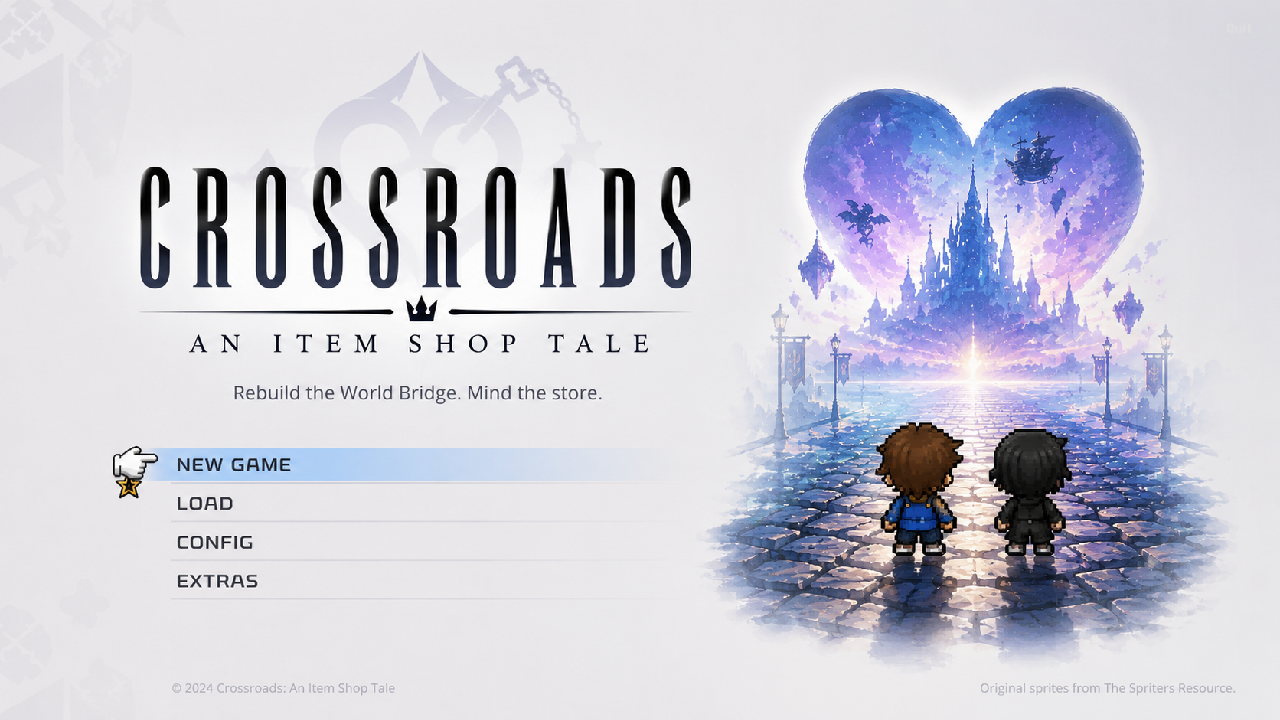 CROSSROADS
AN ITEM SHOP TALE
Rebuild the World Bridge. Mind the store.
NEW GAME
LOAD
CONFIG
EXTRAS
© 2024 Crossroads: An Item Shop Tale
Original sprites from The Spriters Resource.